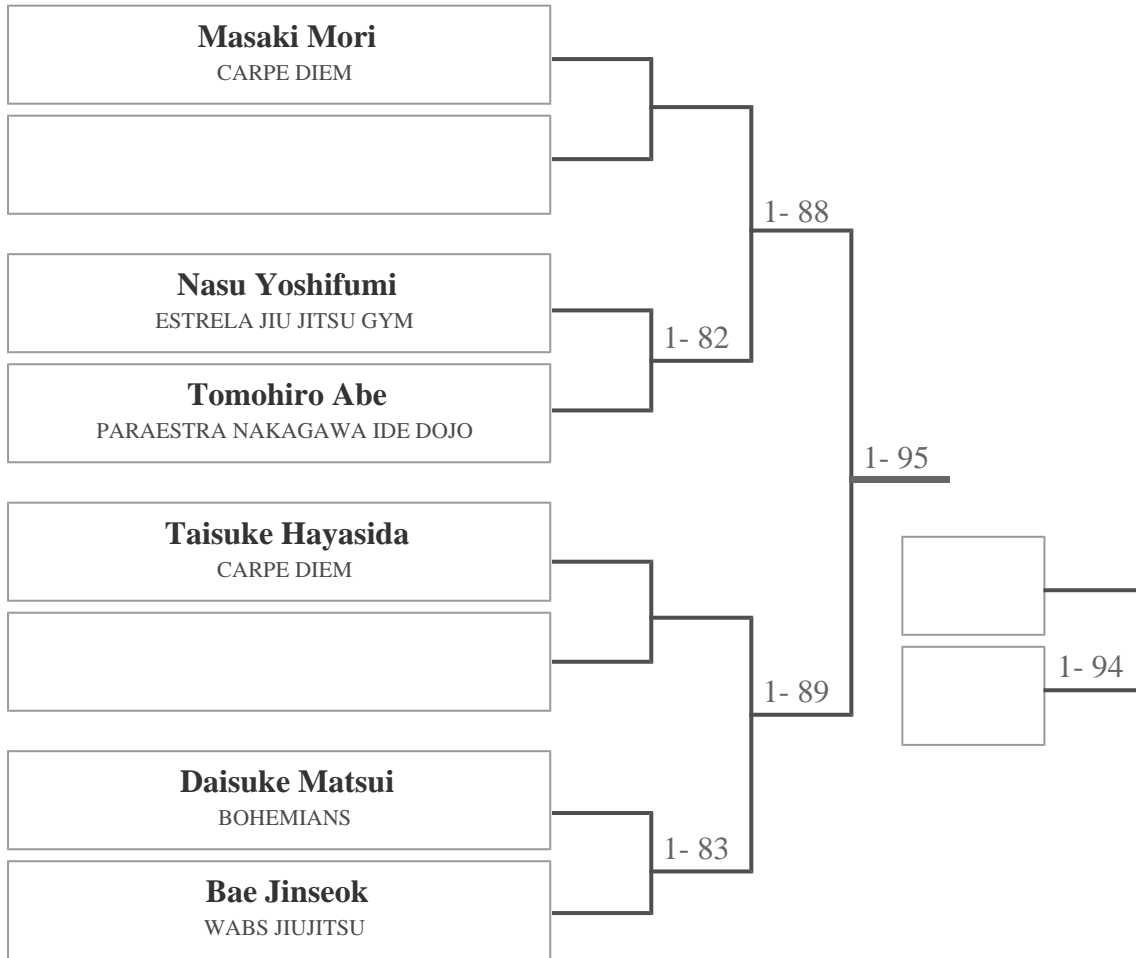 Masaki Mori
CARPE DIEM
1- 88
Nasu Yoshifumi
ESTRELA JIU JITSU GYM
1- 82
Tomohiro Abe
PARAESTRA NAKAGAWA IDE DOJO
1- 95
Taisuke Hayasida
CARPE DIEM
1- 94
1- 89
Daisuke Matsui
BOHEMIANS
1- 83
Bae Jinseok
WABS JIUJITSU